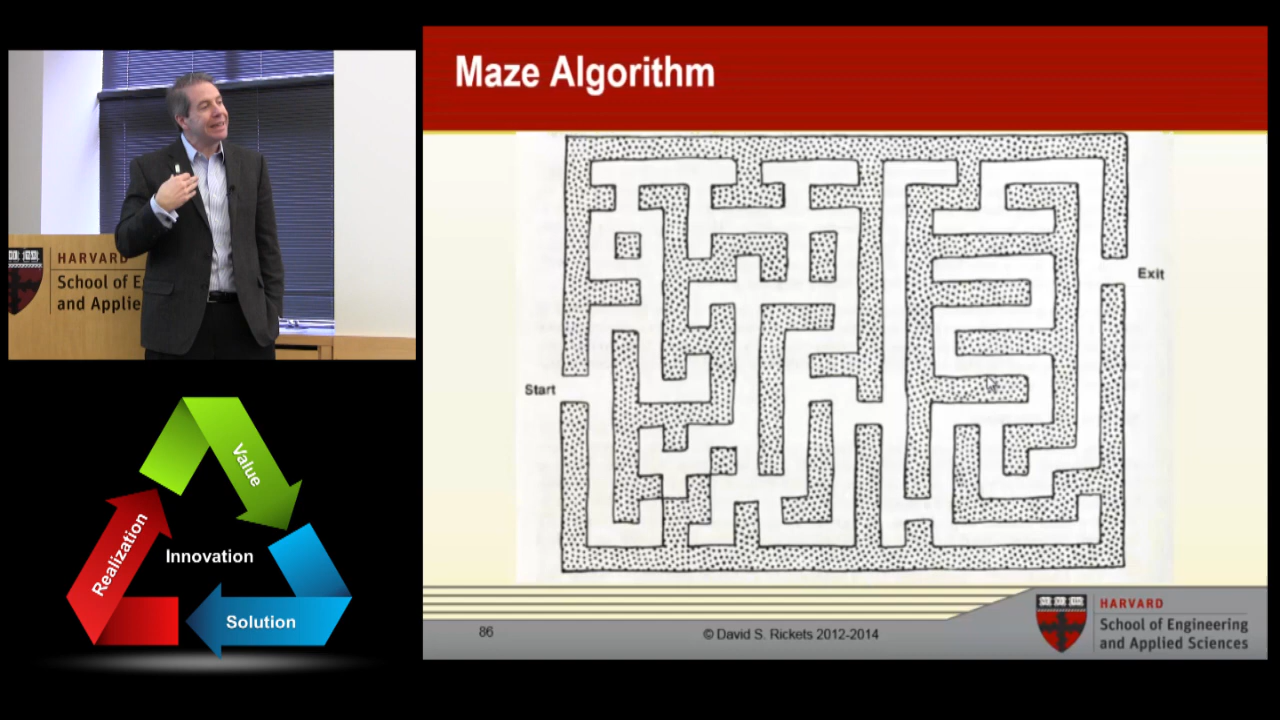 Maze Algorithm
HARVARD
School of E
and Applie
Exit
Start
Value
Realization
Innovation
Solution
86
© David S. Rickets 2012-2014
HARVARD
School of Engineering
and Applied Sciences